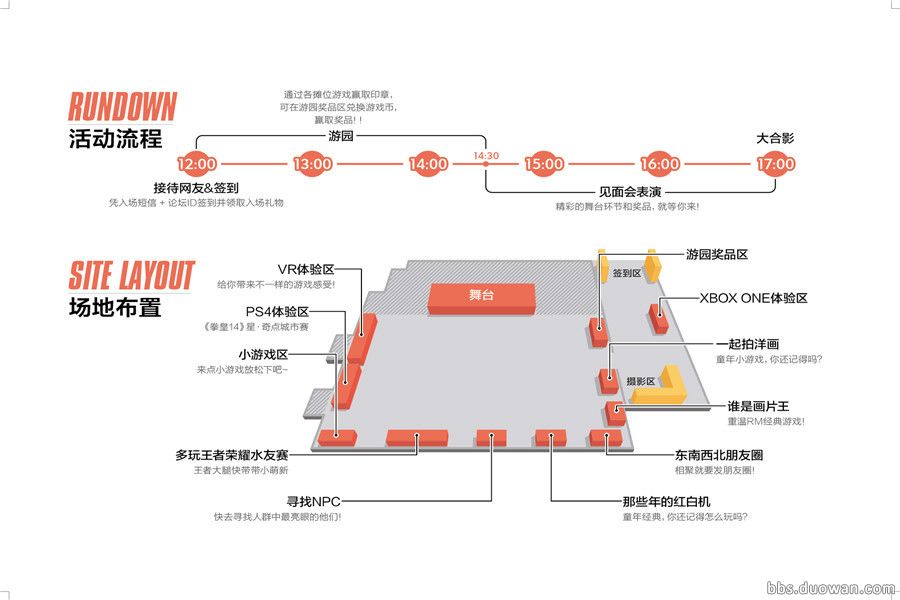 RUNDOWN
活动流程
通过各摊位游戏赢取印章，
可在游园奖品区兑换游戏币，
赢取奖品！！
游园
大合影
12:00
13:00
14:00
14:30
15:00
16:00
17:00
接待网友&签到
凭入场短信 + 论坛ID签到并领取入场礼物
见面会表演
精彩的舞台环节和奖品，就等你来!
SITE LAYOUT
场地布置
VR体验区
给你带来不一样的游戏感受!
PS4体验区
《拳皇14》星·奇点城市赛
小游戏区
来点小游戏放松下吧~
多玩王者荣耀水友赛
王者大腿快带带小萌新
寻找NPC
快去寻找人群中最亮眼的他们!
舞台
签到区
摄影区
游园奖品区
XBOX ONE体验区
一起拍洋画
童年小游戏，你还记得吗?
谁是画片王
重温RM经典游戏!
东南西北朋友圈
相聚就要发朋友圈!
那些年的红白机
童年经典，你还记得怎么玩吗?
bbs.duowan.com